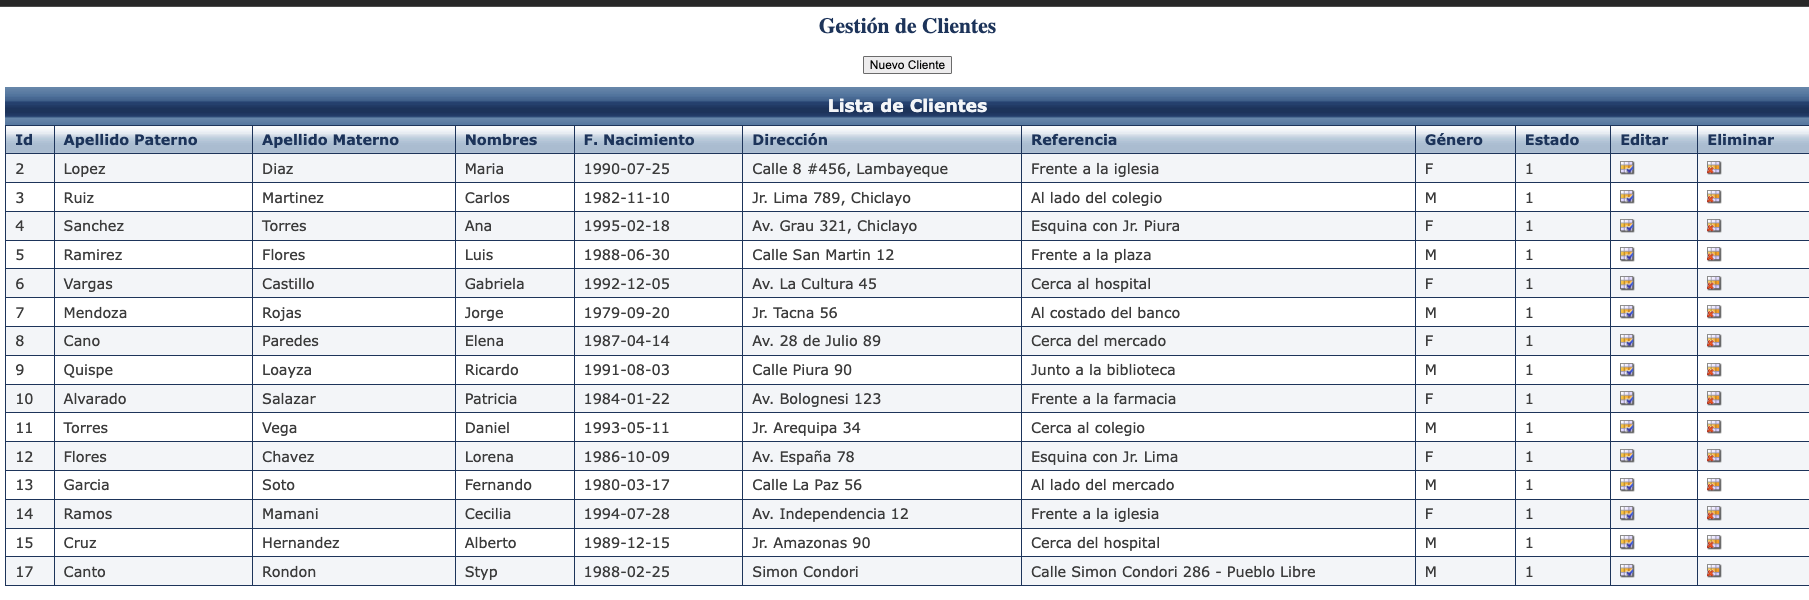 Gestión de Clientes
Nuevo Cliente
Lista de Clientes
Id Apellido Paterno Apellido Materno Nombres F. Nacimiento Dirección Referencia Género Estado Editar Eliminar
2 Lopez Diaz Maria 1990-07-25 Calle 8 #456, Lambayeque Frente a la iglesia F 1
3 Ruiz Martinez Carlos 1982-11-10 Jr. Lima 789, Chiclayo Al lado del colegio M 1
4 Sanchez Torres Ana 1995-02-18 Av. Grau 321, Chiclayo Esquina con Jr. Piura F 1
5 Ramirez Flores Luis 1988-06-30 Calle San Martin 12 Frente a la plaza M 1
6 Vargas Castillo Gabriela 1992-12-05 Av. La Cultura 45 Cerca al hospital F 1
7 Mendoza Rojas Jorge 1979-09-20 Jr. Tacna 56 Al costado del banco M 1
8 Cano Paredes Elena 1987-04-14 Av. 28 de Julio 89 Cerca del mercado F 1
9 Quispe Loayza Ricardo 1991-08-03 Calle Piura 90 Junto a la biblioteca M 1
10 Alvarado Salazar Patricia 1984-01-22 Av. Bolognesi 123 Frente a la farmacia F 1
11 Torres Vega Daniel 1993-05-11 Jr. Arequipa 34 Cerca al colegio M 1
12 Flores Chavez Lorena 1986-10-09 Av. España 78 Esquina con Jr. Lima F 1
13 Garcia Soto Fernando 1980-03-17 Calle La Paz 56 Al lado del mercado M 1
14 Ramos Mamani Cecilia 1994-07-28 Av. Independencia 12 Frente a la iglesia F 1
15 Cruz Hernandez Alberto 1989-12-15 Jr. Amazonas 90 Cerca del hospital M 1
17 Canto Rondon Styp 1988-02-25 Simon Condori Calle Simon Condori 286 - Pueblo Libre M 1